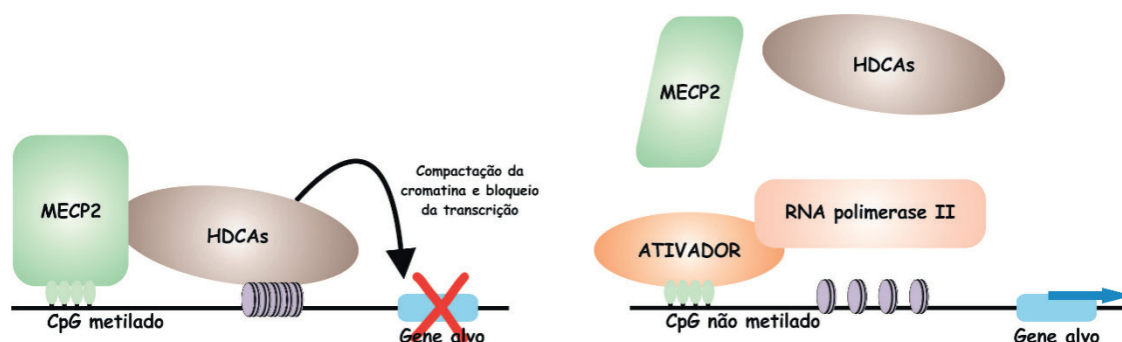 MECP2
HDCAs
Compactação da
cromatina e bloqueio
da transcrição
CpG metilado
Gene alvo
MECP2
HDCAs
RNA polimerase II
ATIVADOR
CpG não metilado
Gene alvo